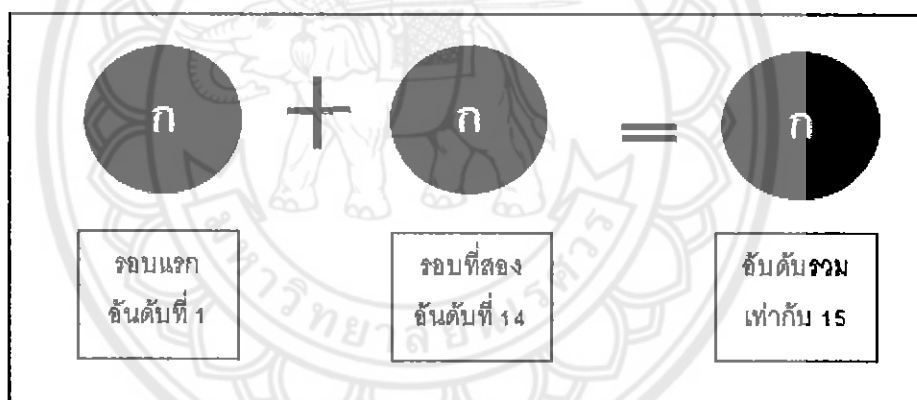 ก + ก = ก
รอบแรก
อันดับที่ 1
รอบที่สอง
อันดับที่ 14
อับดับรวม
เท่ากับ 15